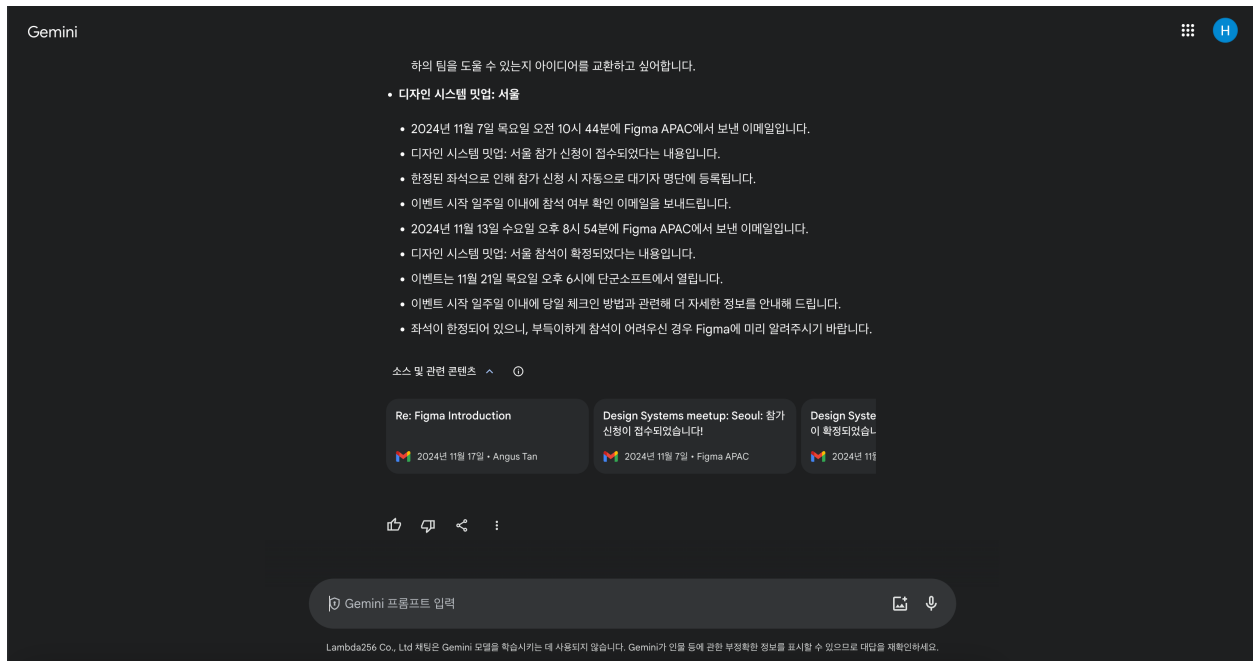 Gemini
H
하의 팀을 도울 수 있는지 아이디어를 교환하고 싶어합니다.
• 디자인 시스템 밋업: 서울
• 2024년 11월 7일 목요일 오전 10시 44분에 Figma APAC에서 보낸 이메일입니다.
• 디자인 시스템 밋업: 서울 참가 신청이 접수되었다는 내용입니다.
• 한정된 좌석으로 인해 참가 신청 시 자동으로 대기자 명단에 등록됩니다.
• 이벤트 시작 일주일 이내에 참석 여부 확인 이메일을 보내드립니다.
• 2024년 11월 13일 수요일 오후 8시 54분에 Figma APAC에서 보낸 이메일입니다.
• 디자인 시스템 밋업: 서울 참석이 확정되었다는 내용입니다.
• 이벤트는 11월 21일 목요일 오후 6시에 단군소프트에서 열립니다.
• 이벤트 시작 일주일 이내에 당일 체크인 방법과 관련해 더 자세한 정보를 안내해 드립니다.
• 좌석이 한정되어 있으니, 부득이하게 참석이 어려우신 경우 Figma에 미리 알려주시기 바랍니다.
소스 및 관련 콘텐츠
Re: Figma Introduction
2024년 11월 17일 • Angus Tan
Design Systems meetup: Seoul: 참가
신청이 접수되었습니다!
2024년 11월 7일 • Figma APAC
Design Syste
이 확정되었습
2024년 11월
Gemini 프롬프트 입력
Lambda256 Co., Ltd 채팅은 Gemini 모델을 학습시키는 데 사용되지 않습니다. Gemini가 인물 등에 관한 부정확한 정보를 표시할 수 있으므로 대답을 재확인하세요.